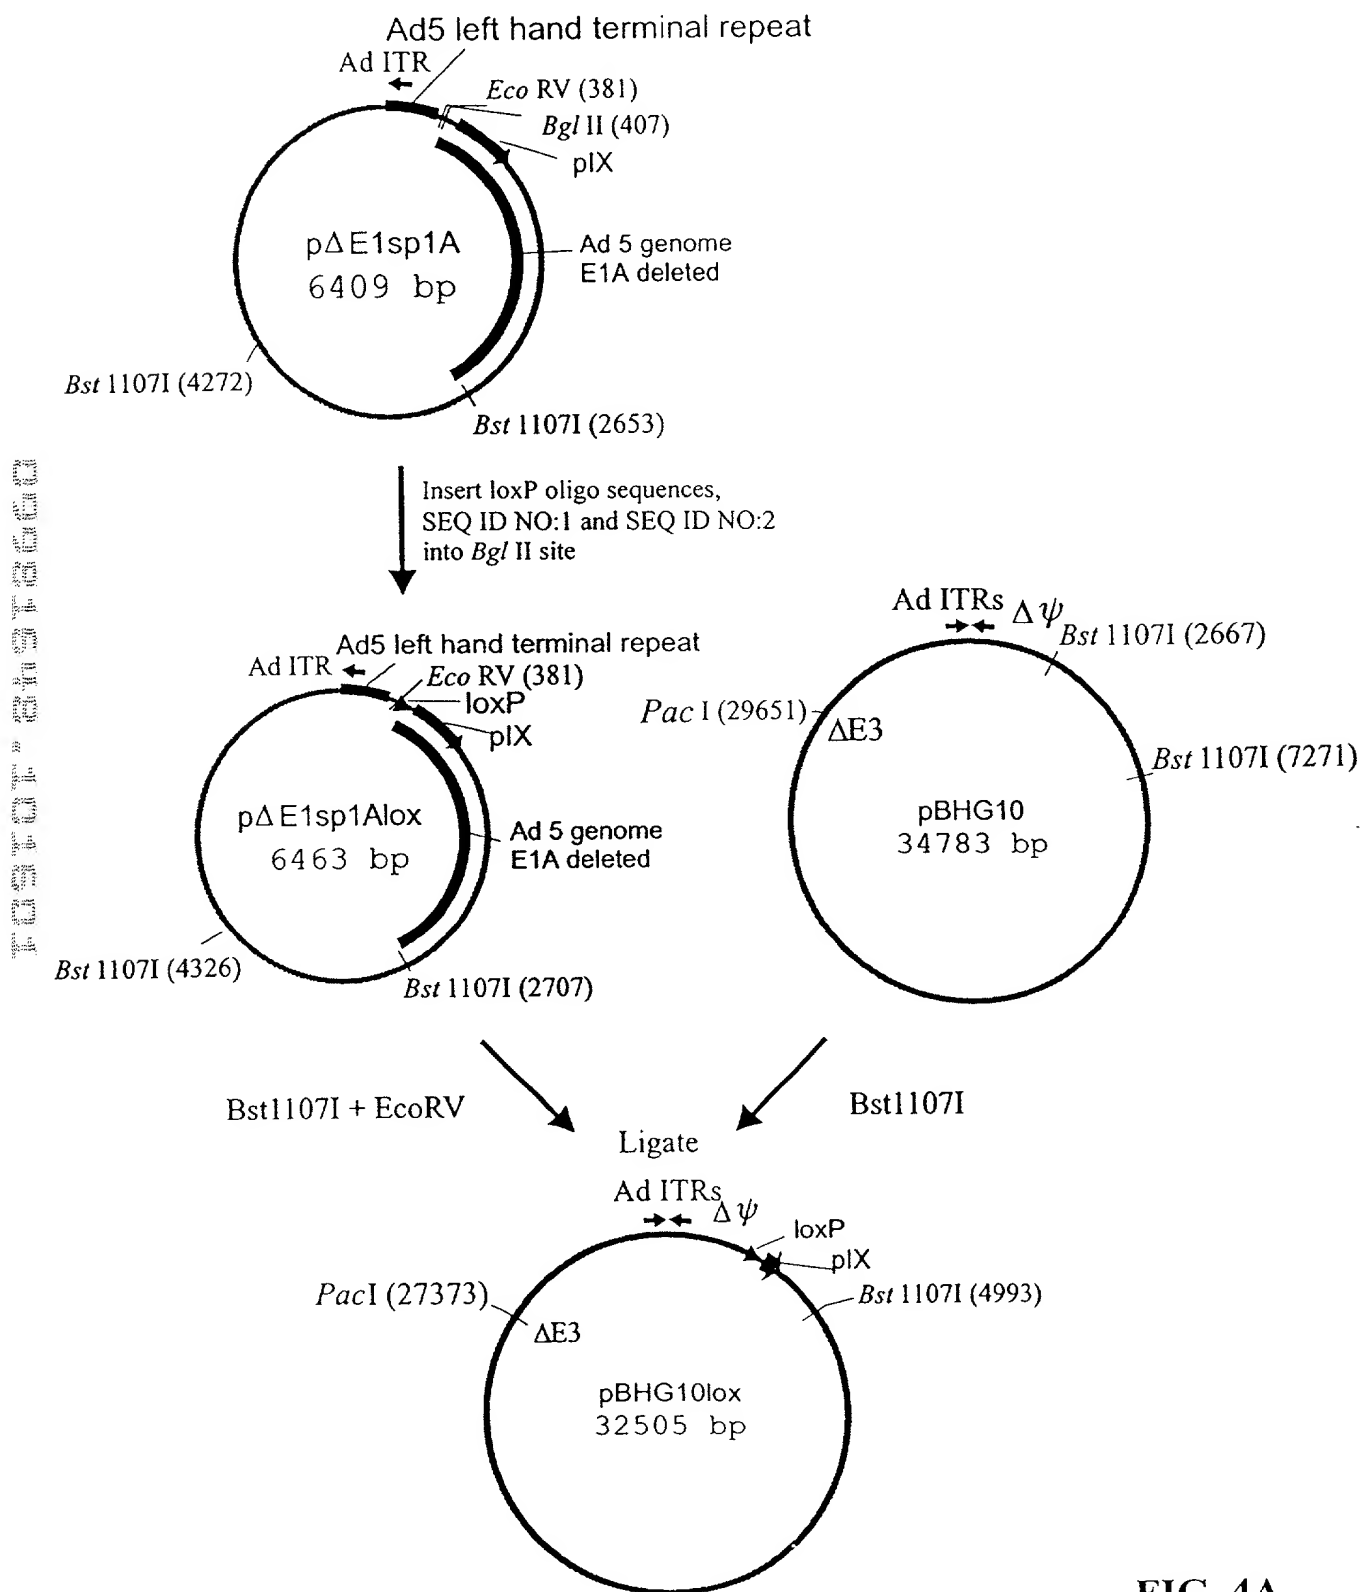 Ad5 left hand terminal repeat
Ad ITR
Eco RV (381)
Bgl II (407)
pIX
pΔE1sp1A
6409 bp
Ad 5 genome
E1A deleted
Bst 1107I (4272)
Bst 1107I (2653)
Insert loxP oligo sequences,
SEQ ID NO:1 and SEQ ID NO:2
into Bgl II site
Ad5 left hand terminal repeat
Ad ITR
Eco RV (381)
loxP
pIX
pΔE1sp1Alox
6463 bp
Ad 5 genome
E1A deleted
Bst 1107I (4326)
Bst 1107I (2707)
Ad ITRs Δψ
Bst 1107I (2667)
Pac I (29651)
ΔE3
Bst 1107I (7271)
pBHG10
34783 bp
Bst1107I + EcoRV
Bst1107I
Ligate
Ad ITRs Δψ
loxP
pIX
PacI (27373)
Bst 1107I (4993)
ΔE3
pBHG10lox
32505 bp
FIG. 4A